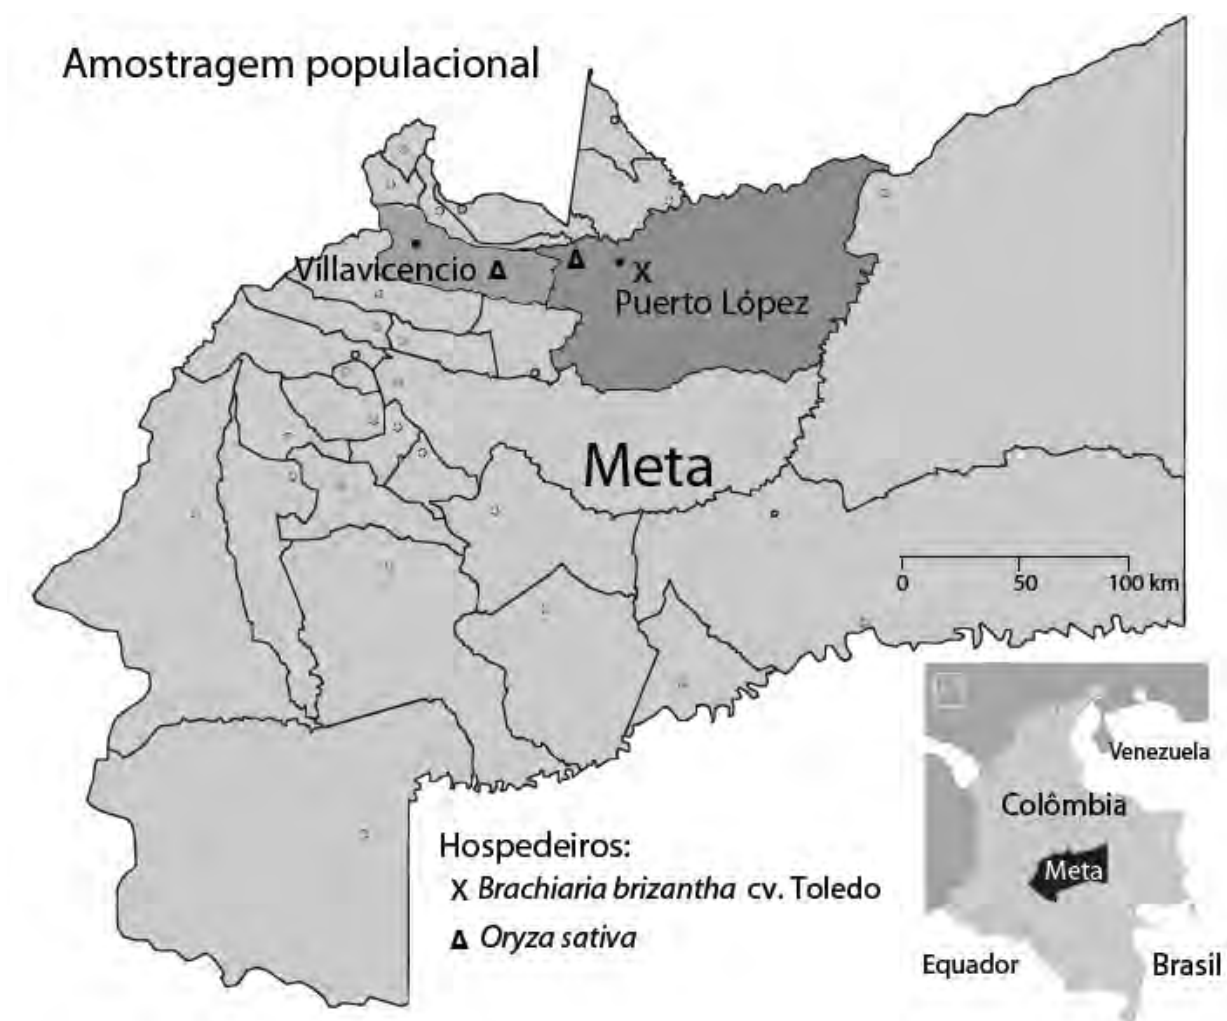 Amostragem populacional
Villavicencio Δ
Δ
X
Puerto López
Meta
0 50 100 km
Venezuela
Colômbia
Meta
Equador
Brasil
Hospedeiros:
X Brachiaria brizantha cv. Toledo
Δ Oryza sativa